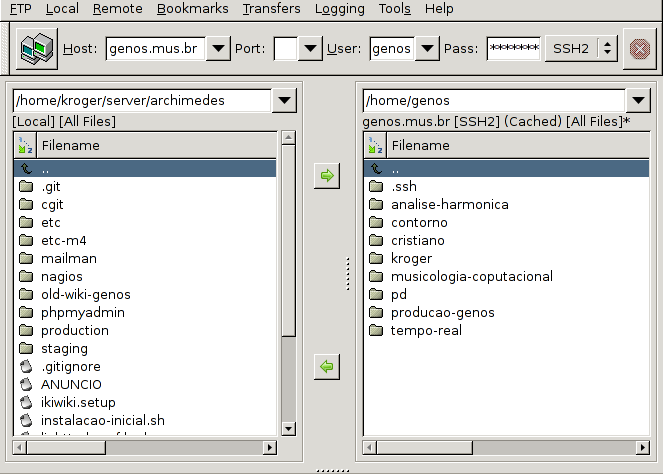 FTP Local Remote Bookmarks Transfers Logging Tools Help
Host: genos.mus.br Port: User: genos Pass: ******** SSH2
/home/kroger/server/archimedes
[Local] [All Files]
Filename
..
.git
cgit
etc
etc-m4
mailman
nagios
old-wiki-genos
phpmyadmin
production
staging
.gitignore
ANUNCIO
ikiwiki.setup
instalacao-inicial.sh
/home/genos
genos.mus.br [SSH2] (Cached) [All Files]*
Filename
..
.ssh
analise-harmonica
contorno
cristiano
kroger
musicologia-coputacional
pd
producao-genos
tempo-real